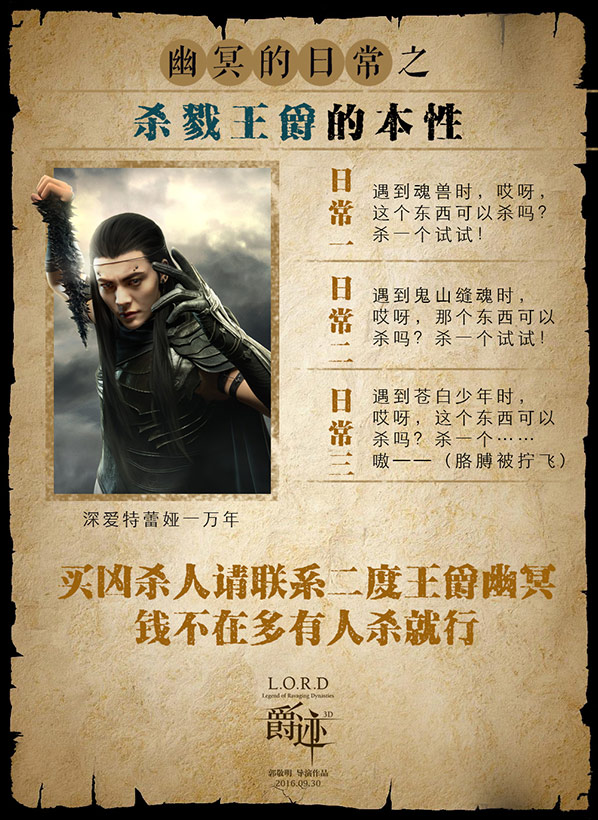 幽冥的日常之
杀戮王爵的本性
日常一
遇到魂兽时，哎呀，
这个东西可以杀吗？
杀一个试试！
日常二
遇到鬼山缝魂时，
哎呀，那个东西可以
杀吗？杀一个试试！
日常三
遇到苍白少年时，
哎呀，这个东西可以
杀吗？杀一个……
嗷——（胳膊被拧飞）
深爱特蕾娅一万年
买凶杀人请联系二度王爵幽冥
钱不在多有人杀就行
L.O.R.D
Legend of Ravaging Dynasties
爵迹 3D
郭敬明 导演作品
2016.09.30